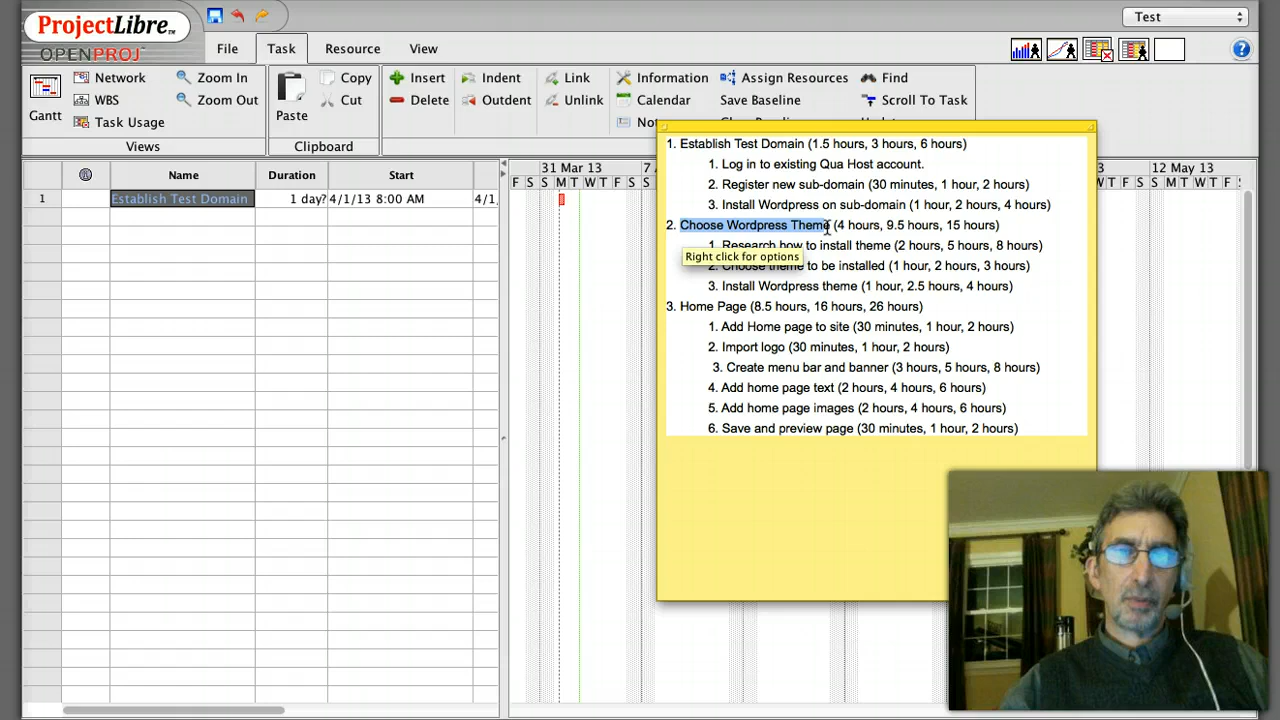 ProjectLibre™
OPENPROJ
Test
File Task Resource View
Network
WBS
Task Usage
Gantt
Zoom In
Zoom Out
Views
Paste
Copy
Cut
Clipboard
Insert
Delete
Indent
Outdent
Link
Unlink
Information
Calendar
Assign Resources
Save Baseline
Find
Scroll To Task
Name Duration Start
1 Establish Test Domain 1 day? 4/1/13 8:00 AM 4/1,
31 Mar 13
12 May 13
F S S M T W T F S
1. Establish Test Domain (1.5 hours, 3 hours, 6 hours)
1. Log in to existing Qua Host account.
2. Register new sub-domain (30 minutes, 1 hour, 2 hours)
3. Install Wordpress on sub-domain (1 hour, 2 hours, 4 hours)
2. Choose Wordpress Theme (4 hours, 9.5 hours, 15 hours)
1. Research how to install theme (2 hours, 5 hours, 8 hours)
Right click for options
2. Choose theme to be installed (1 hour, 2 hours, 3 hours)
3. Install Wordpress theme (1 hour, 2.5 hours, 4 hours)
3. Home Page (8.5 hours, 16 hours, 26 hours)
1. Add Home page to site (30 minutes, 1 hour, 2 hours)
2. Import logo (30 minutes, 1 hour, 2 hours)
3. Create menu bar and banner (3 hours, 5 hours, 8 hours)
4. Add home page text (2 hours, 4 hours, 6 hours)
5. Add home page images (2 hours, 4 hours, 6 hours)
6. Save and preview page (30 minutes, 1 hour, 2 hours)